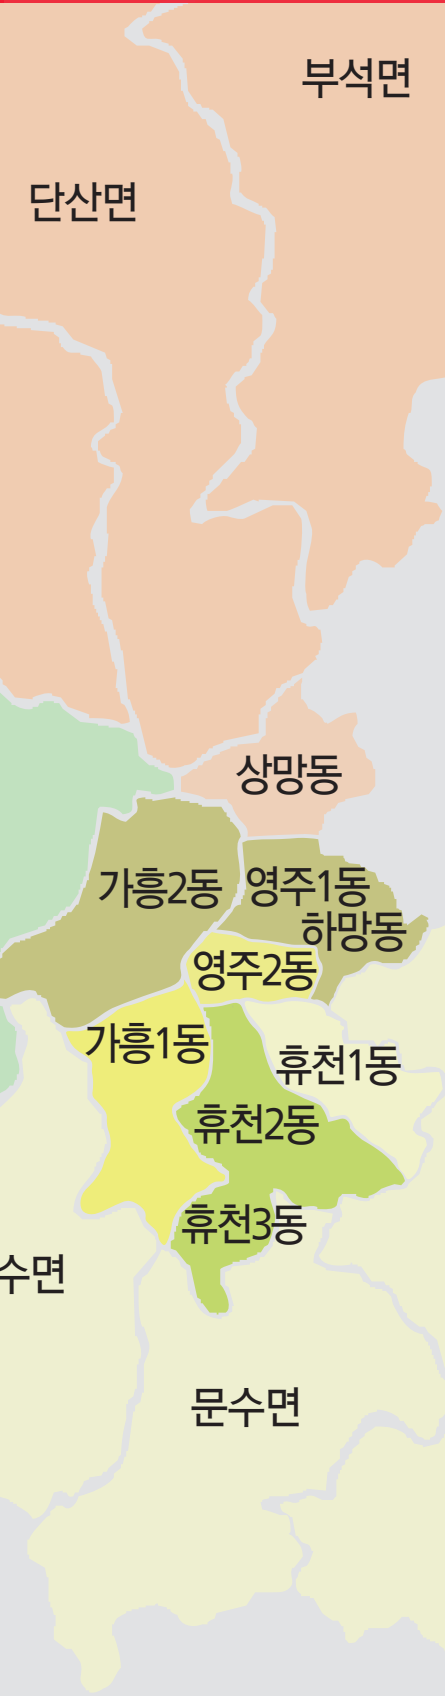 부석면
단산면
상망동
가흥2동
영주1동
하망동
영주2동
가흥1동
휴천1동
휴천2동
휴천3동
수면
문수면